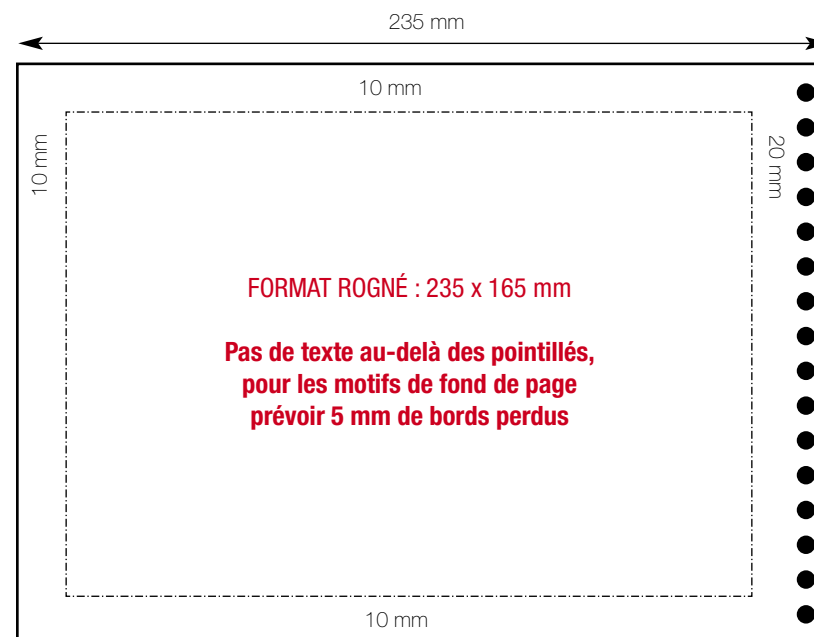 235 mm
10 mm
10 mm
20 mm
FORMAT ROGNÉ : 235 x 165 mm
Pas de texte au-delà des pointillés,
pour les motifs de fond de page
prévoir 5 mm de bords perdus
10 mm